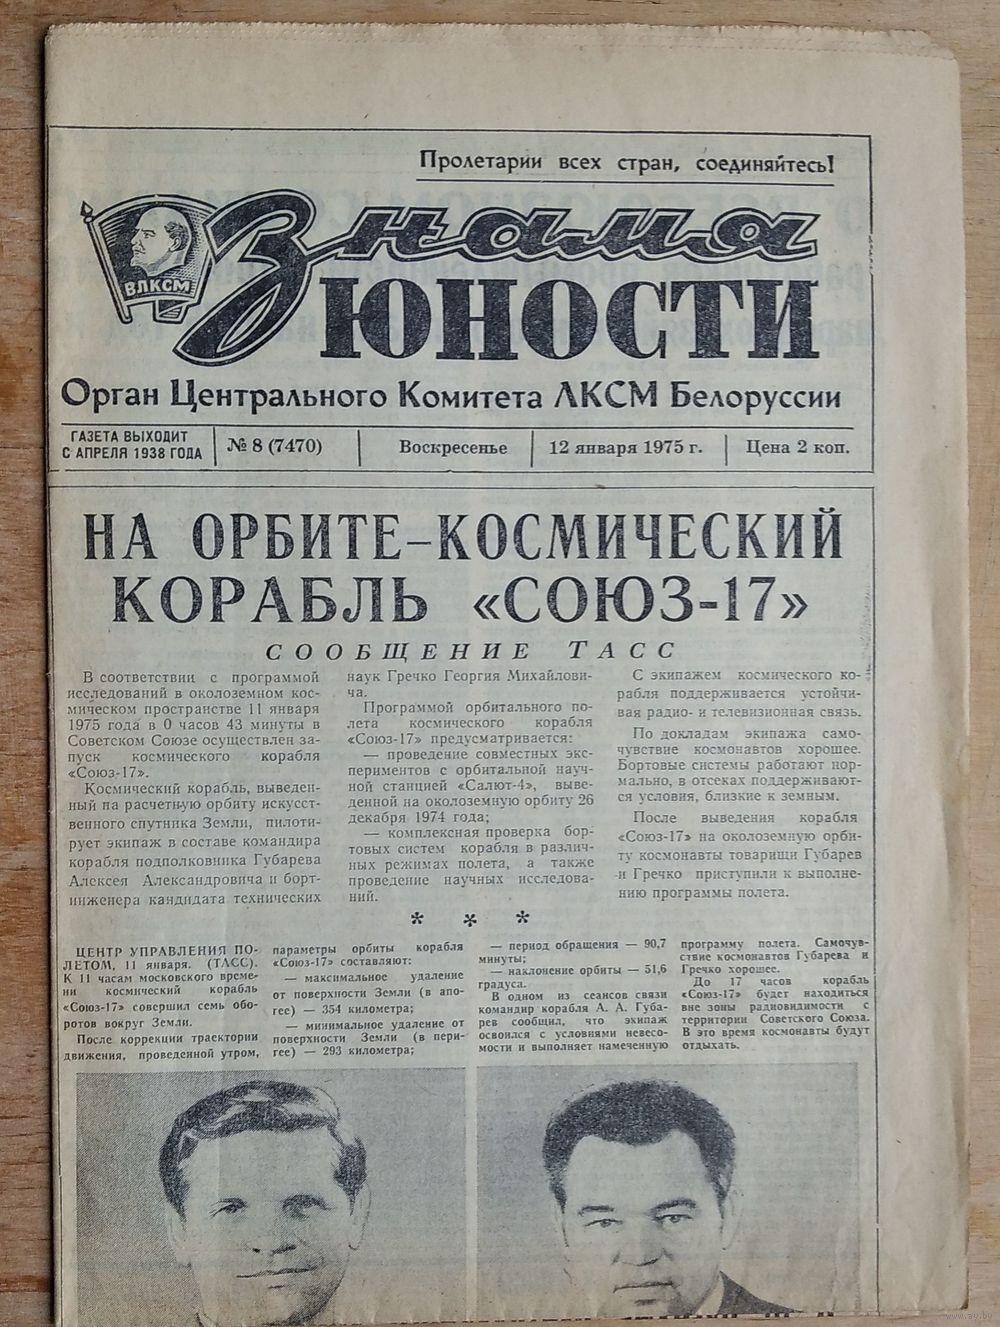 Пролетарии всех стран, соединяйтесь!
ВЛКСМ
Знамя
ЮНОСТИ
Орган Центрального Комитета ЛКСМ Белоруссии
ГАЗЕТА ВЫХОДИТ
С АПРЕЛЯ 1938 ГОДА
№ 8 (7470)
Воскресенье
12 января 1975 г.
Цена 2 коп.
НА ОРБИТЕ–КОСМИЧЕСКИЙ
КОРАБЛЬ «СОЮЗ-17»
СООБЩЕНИЕ ТАСС
В соответствии с программой
исследований в околоземном кос-
мическом пространстве 11 января
1975 года в 0 часов 43 минуты в
Советском Союзе осуществлен за-
пуск космического корабля
«Союз-17».
Космический корабль, выведен-
ный на расчетную орбиту искусст-
венного спутника Земли, пилоти-
рует экипаж в составе командира
корабля подполковника Губарева
Алексея Александровича и борт-
инженера кандидата технических
наук Гречко Георгия Михайлови-
ча.
Программой орбитального по-
лета космического корабля
«Союз-17» предусматривается:
— проведение совместных экс-
периментов с орбитальной науч-
ной станцией «Салют-4», выве-
денной на околоземную орбиту 26
декабря 1974 года;
— комплексная проверка бор-
товых систем корабля в различ-
ных режимах полета, а также
проведение научных исследова-
ний.
С экипажем космического ко-
рабля поддерживается устойчи-
вая радио- и телевизионная связь.
По докладам экипажа само-
чувствие космонавтов хорошее.
Бортовые системы работают нор-
мально, в отсеках поддерживают-
ся условия, близкие к земным.
После выведения корабля
«Союз-17» на околоземную орби-
ту космонавты товарищи Губарев
и Гречко приступили к выполне-
нию программы полета.
* * *
ЦЕНТР УПРАВЛЕНИЯ ПО-
ЛЕТОМ, 11 января. (ТАСС).
К 11 часам московского време-
ни космический корабль
«Союз-17» совершил семь обо-
ротов вокруг Земли.
После коррекции траектории
движения, проведенной утром,
параметры орбиты корабля
«Союз-17» составляют:
— максимальное удаление
от поверхности Земли (в апо-
гее) — 354 километра;
— минимальное удаление от
поверхности Земли (в пери-
гее) — 293 километра;
— период обращения — 90,7
минуты;
— наклонение орбиты — 51,6
градуса.
В одном из сеансов связи
командир корабля А. А. Губа-
рев сообщил, что экипаж
освоился с условиями невесо-
мости и выполняет намеченную
программу полета. Самочув-
ствие космонавтов Губарева и
Гречко хорошее.
До 17 часов корабль
«Союз-17» будет находиться
вне зоны радиовидимости с
территории Советского Союза.
В это время космонавты будут
отдыхать.
www.ay.by